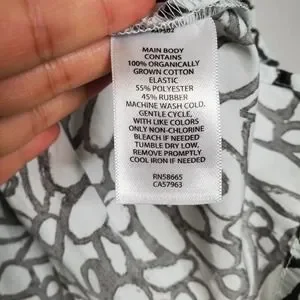 MAIN BODY
CONTAINS
100% ORGANICALLY
GROWN COTTON
ELASTIC
55% POLYESTER
45% RUBBER
MACHINE WASH COLD.
GENTLE CYCLE,
WITH LIKE COLORS
ONLY NON-CHLORINE
BLEACH IF NEEDED
TUMBLE DRY LOW,
REMOVE PROMPTLY
COOL IRON IF NEEDED
RN58665
CA57963